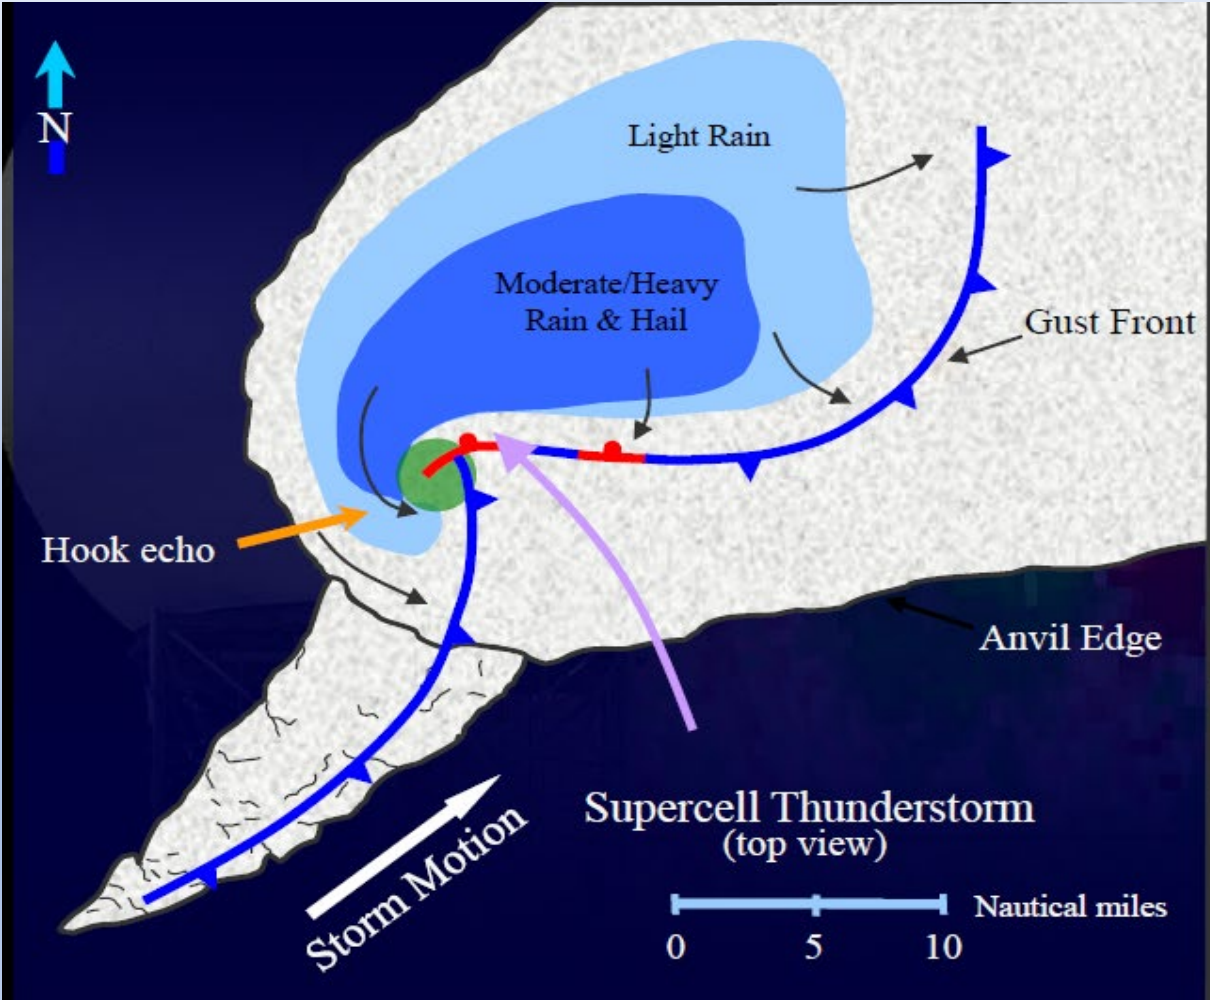 N
Light Rain
Moderate/Heavy
Rain & Hail
Gust Front
Hook echo
Anvil Edge
Storm Motion
Supercell Thunderstorm
(top view)
Nautical miles
0 5 10